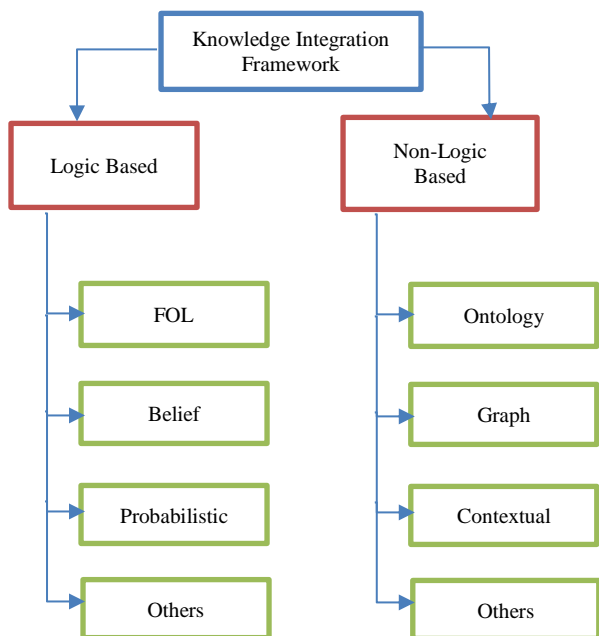 Knowledge Integration
Framework
Logic Based
Non-Logic
Based
FOL
Belief
Probabilistic
Others
Ontology
Graph
Contextual
Others